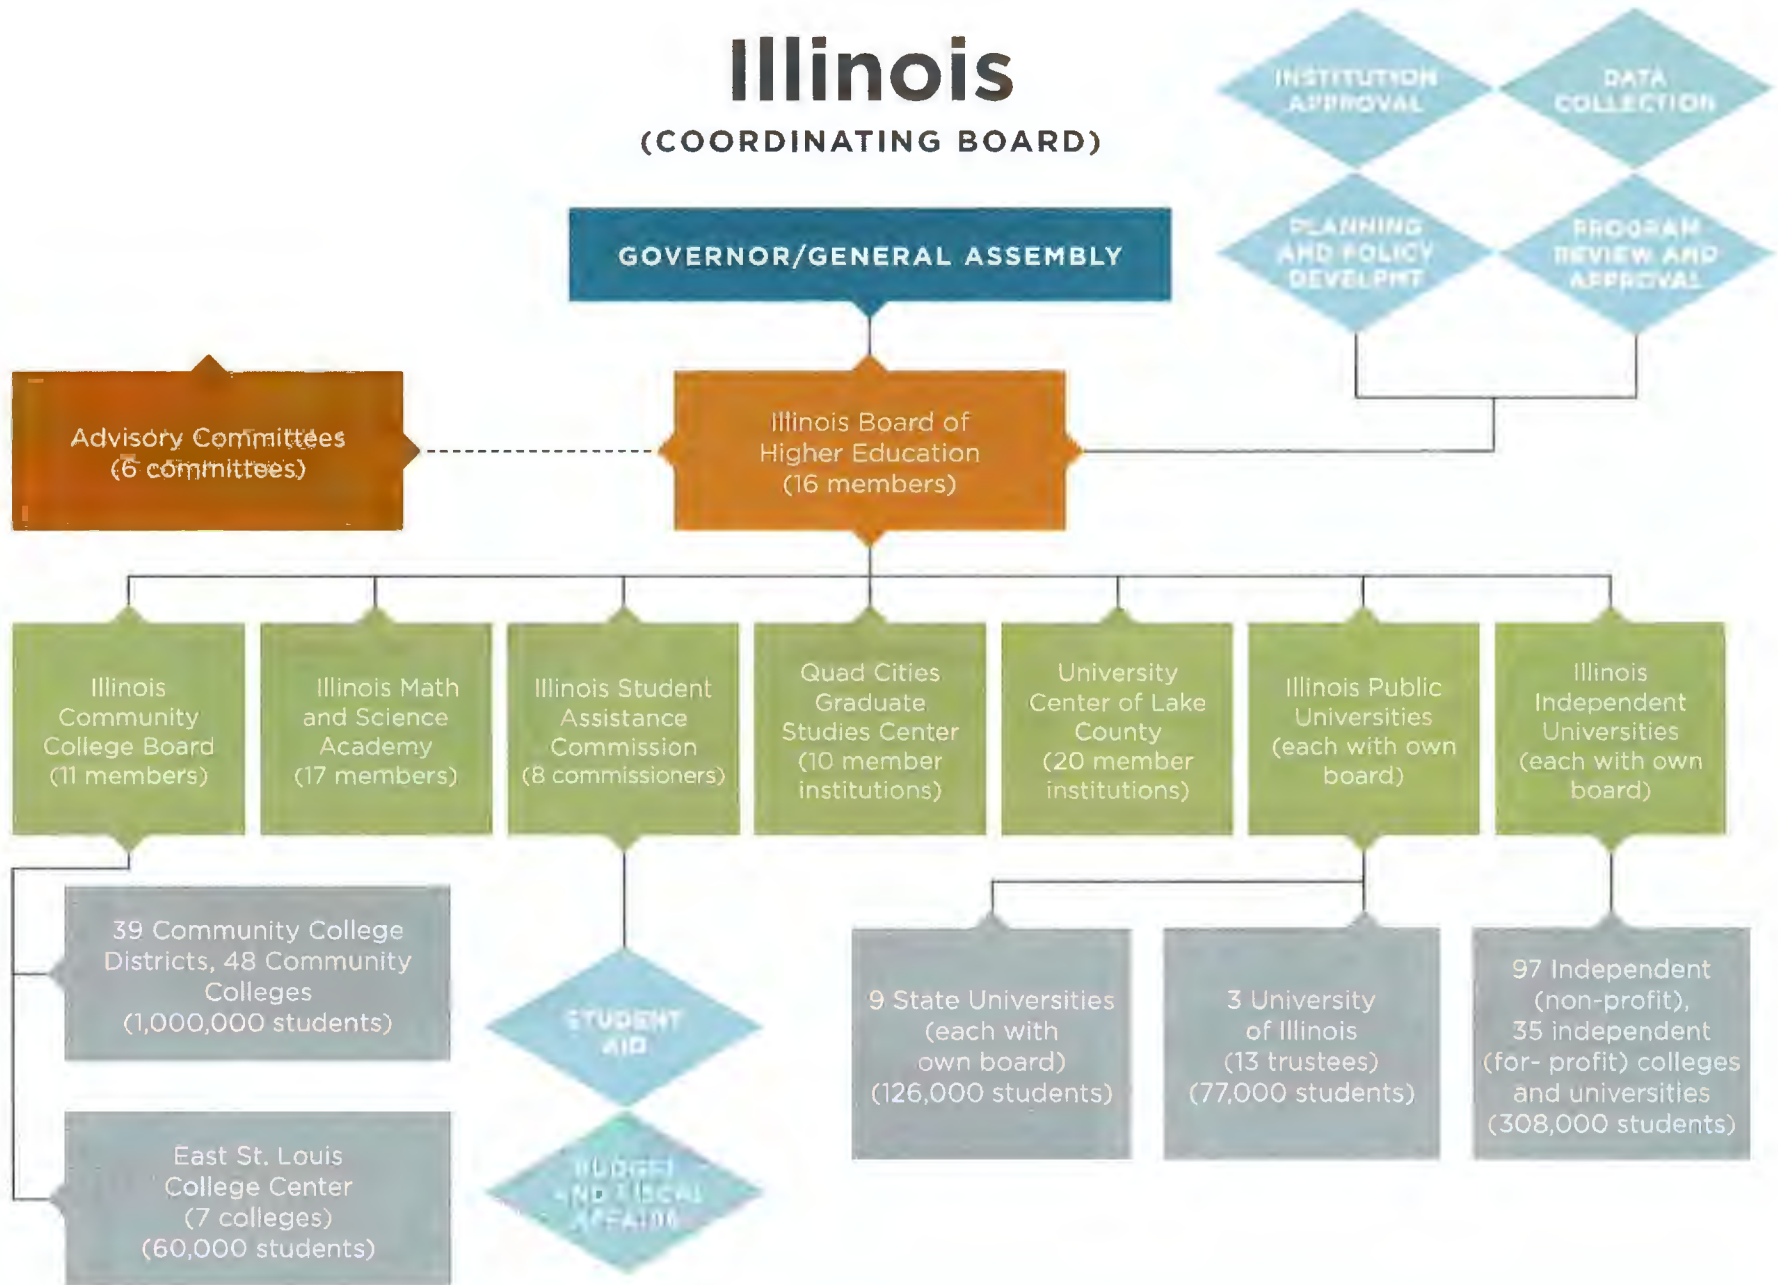 Illinois
(COORDINATING BOARD)
INSTITUTION
APPROVAL
DATA
COLLECTION
PLANNING
AND POLICY
DEVELPMT
PROGRAM
REVIEW AND
APPROVAL
GOVERNOR/GENERAL ASSEMBLY
Advisory Committees
(6 committees)
Illinois Board of
Higher Education
(16 members)
Illinois
Community
College Board
(11 members)
Illinois Math
and Science
Academy
(17 members)
Illinois Student
Assistance
Commission
(8 commissioners)
Quad Cities
Graduate
Studies Center
(10 member
institutions)
University
Center of Lake
County
(20 member
institutions)
Illinois Public
Universities
(each with own
board)
Illinois
Independent
Universities
(each with own
board)
39 Community College
Districts, 48 Community
Colleges
(1,000,000 students)
East St. Louis
College Center
(7 colleges)
(60,000 students)
STUDENT
AID
BUDGET
AND FISCAL
AFFAIRS
9 State Universities
(each with
own board)
(126,000 students)
3 University
of Illinois
(13 trustees)
(77,000 students)
97 Independent
(non-profit),
35 independent
(for- profit) colleges
and universities
(308,000 students)